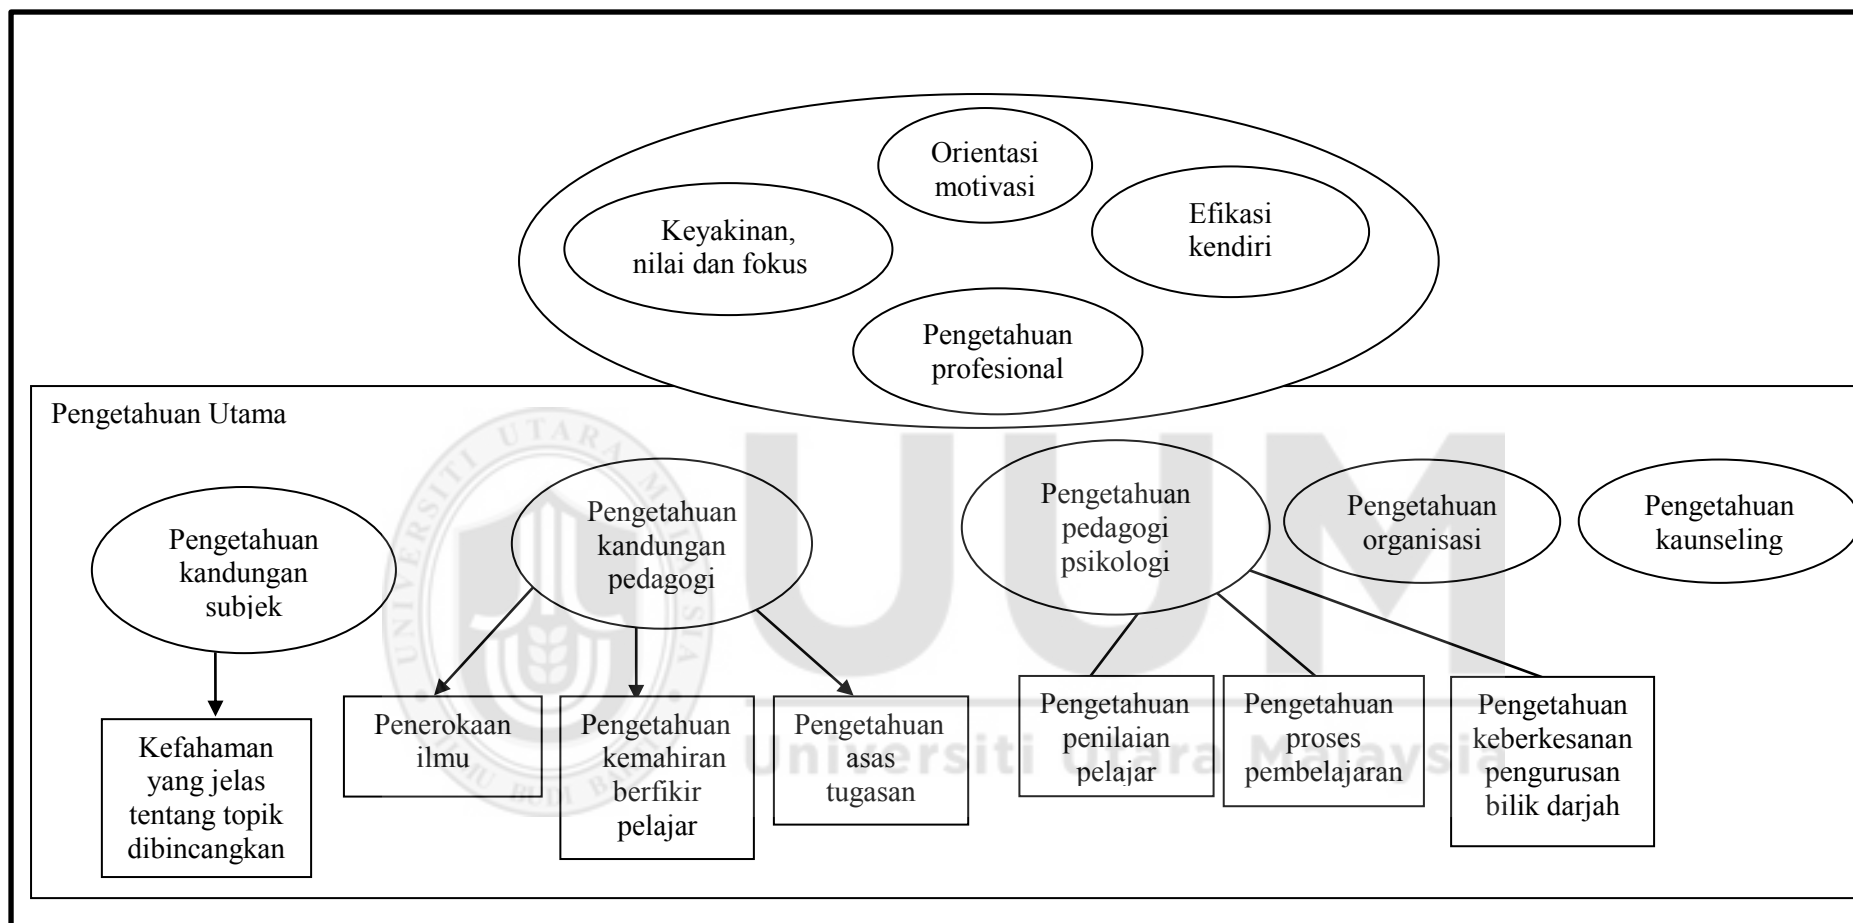 Orientasi
motivasi
Keyakinan,
nilai dan fokus
Efikasi
kendiri
Pengetahuan
profesional
Pengetahuan Utama
Pengetahuan
kandungan
subjek
Pengetahuan
kandungan
pedagogi
Pengetahuan
pedagogi
psikologi
Pengetahuan
organisasi
Pengetahuan
kaunseling
Kefahaman
yang jelas
tentang topik
dibincangkan
Penerokaan
ilmu
Pengetahuan
kemahiran
berfikir
pelajar
Pengetahuan
asas
tugasan
Pengetahuan
penilaian
pelajar
Pengetahuan
proses
pembelajaran
Pengetahuan
keberkesanan
pengurusan
bilik darjah
UNIVERSITI UTARA MALAYSIA
ILMU BUDI BAKTI
UUM
Universiti Utara Malaysia